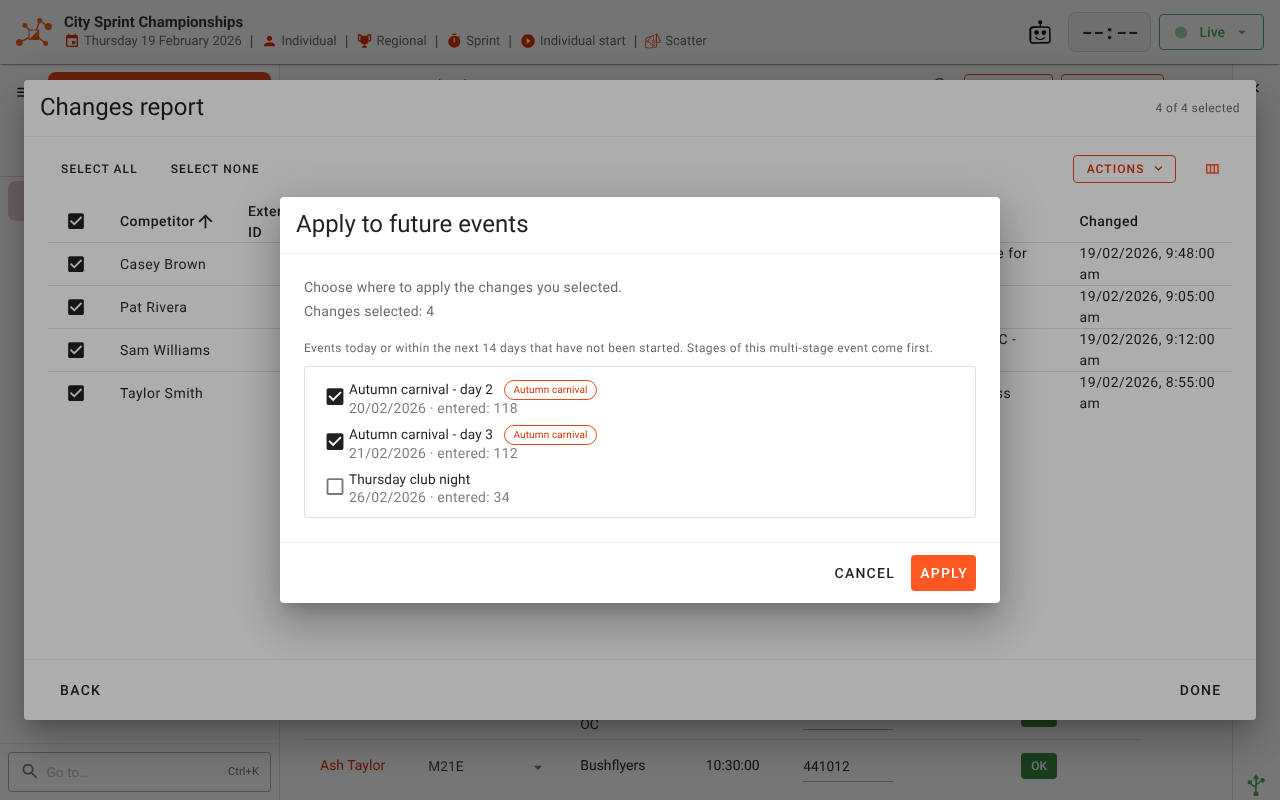 City Sprint Championships
Thursday 19 February 2026 | Individual | Regional | Sprint | Individual start | Scatter
--:--
Live
Changes report
4 of 4 selected
SELECT ALL
SELECT NONE
ACTIONS
Competitor
ID
Changed
Casey Brown
for
19/02/2026, 9:48:00
am
Pat Rivera
19/02/2026, 9:05:00
am
Sam Williams
19/02/2026, 9:12:00
am
Taylor Smith
19/02/2026, 8:55:00
am
Apply to future events
Choose where to apply the changes you selected.
Changes selected: 4
Events today or within the next 14 days that have not been started. Stages of this multi-stage event come first.
Autumn carnival - day 2 Autumn carnival
20/02/2026 · entered: 118
Autumn carnival - day 3 Autumn carnival
21/02/2026 · entered: 112
Thursday club night
26/02/2026 · entered: 34
CANCEL
APPLY
BACK
DONE
OC
Go to... Ctrl+K
Ash Taylor M21E Bushflyers 10:30:00 441012 OK